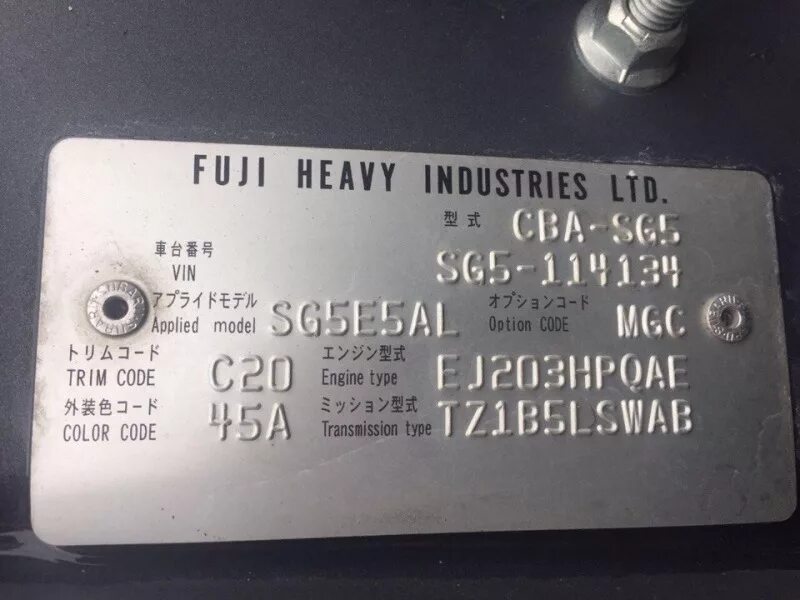 FUJI HEAVY INDUSTRIES LTD.
型式 CBA-SG5
車台番号
VIN SG5-114134
アプライドモデル オプションコード
Applied model SG5E5AL Option CODE MGC
トリムコード エンジン型式
TRIM CODE C20 Engine type EJ203HPQAE
外装色コード ミッション型式
COLOR CODE 45A Transmission type TZ1B5LSWAB